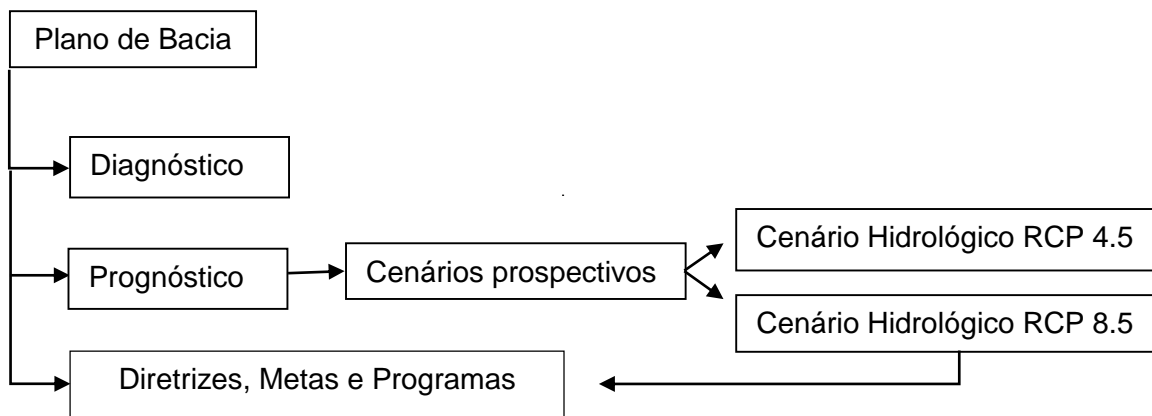 Plano de Bacia
Diagnóstico
Prognóstico
Cenários prospectivos
Cenário Hidrológico RCP 4.5
Cenário Hidrológico RCP 8.5
Diretrizes, Metas e Programas